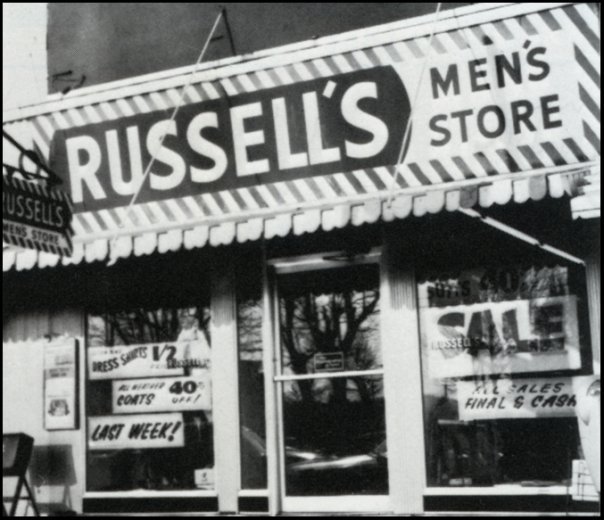 RUSSELL'S
MEN'S
STORE
RUSSELL'S
MENS STORE
DRESS SHIRTS 1/2
ALL WEATHER 40%
COATS OFF!
LAST WEEK!
SALE
ALL SALES
FINAL & CASH